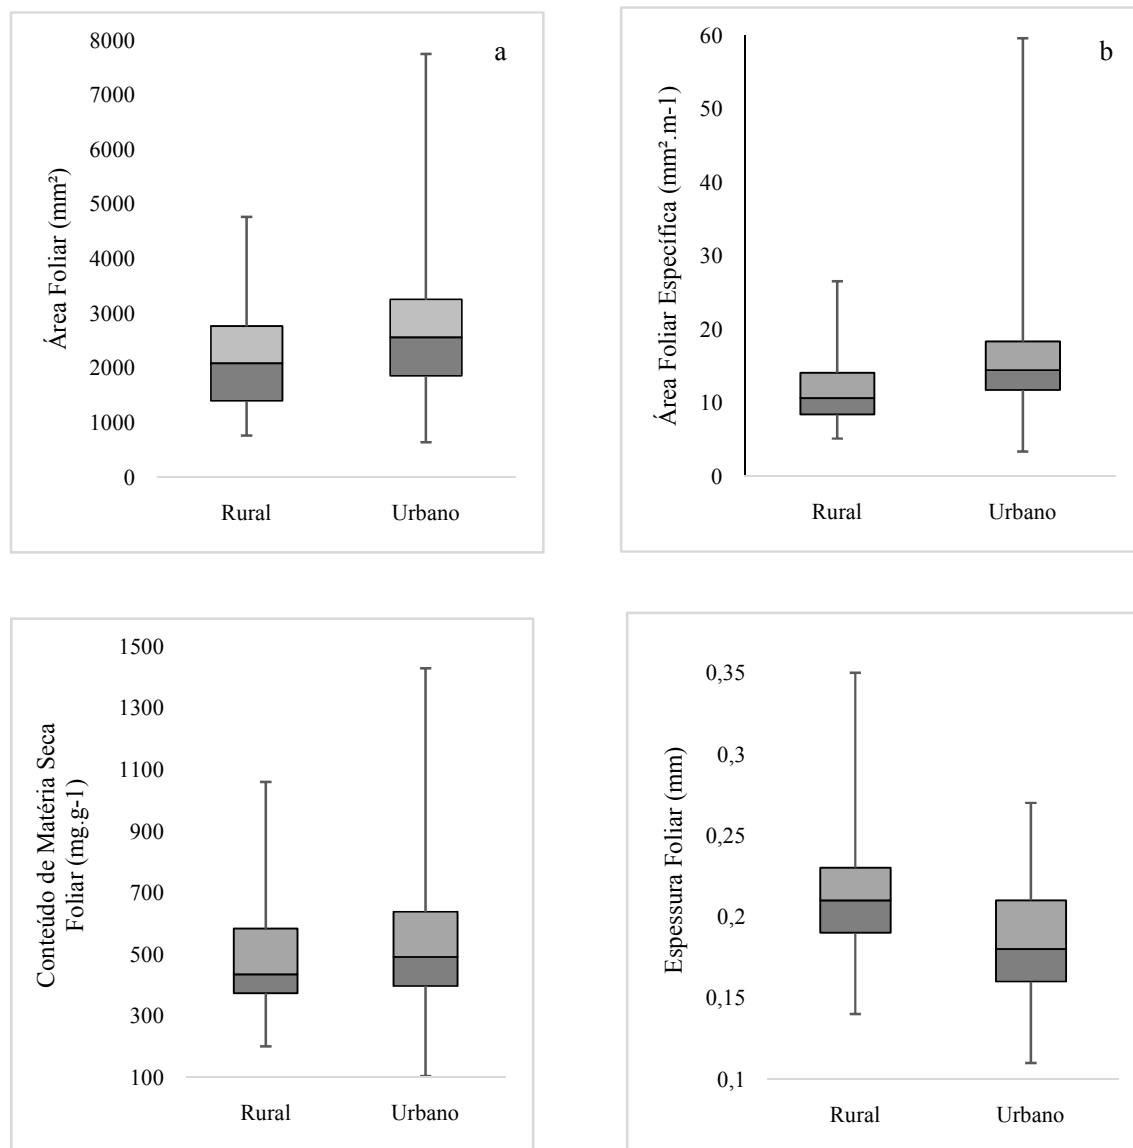 a
8000
7000
6000
5000
4000
3000
2000
1000
0
Área Foliar (mm²)
Rural
Urbano
b
60
50
40
30
20
10
0
Área Foliar Específica (mm².m-1)
Rural
Urbano
1500
1300
1100
900
700
500
300
100
Conteúdo de Matéria Seca
Foliar (mg.g-1)
Rural
Urbano
0,35
0,3
0,25
0,2
0,15
0,1
Espessura Foliar (mm)
Rural
Urbano